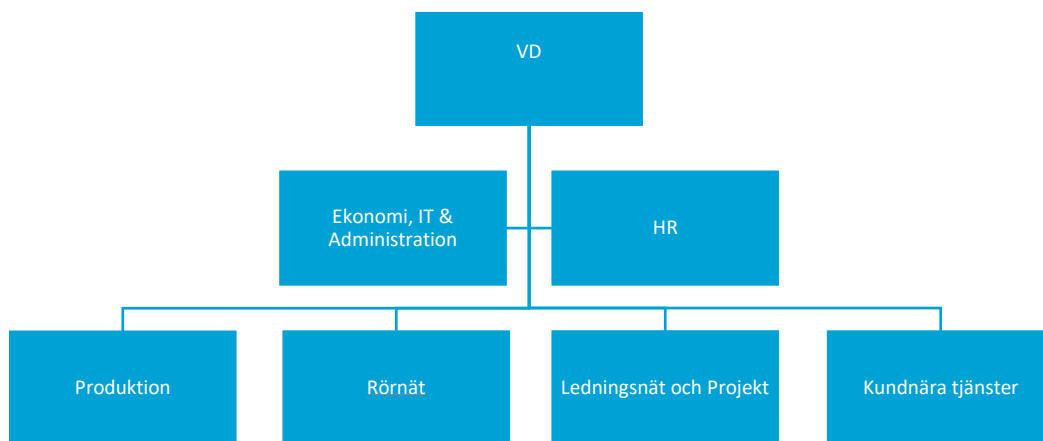 VD
Ekonomi, IT &
Administration
HR
Produktion
Rörnät
Ledningsnät och Projekt
Kundnära tjänster